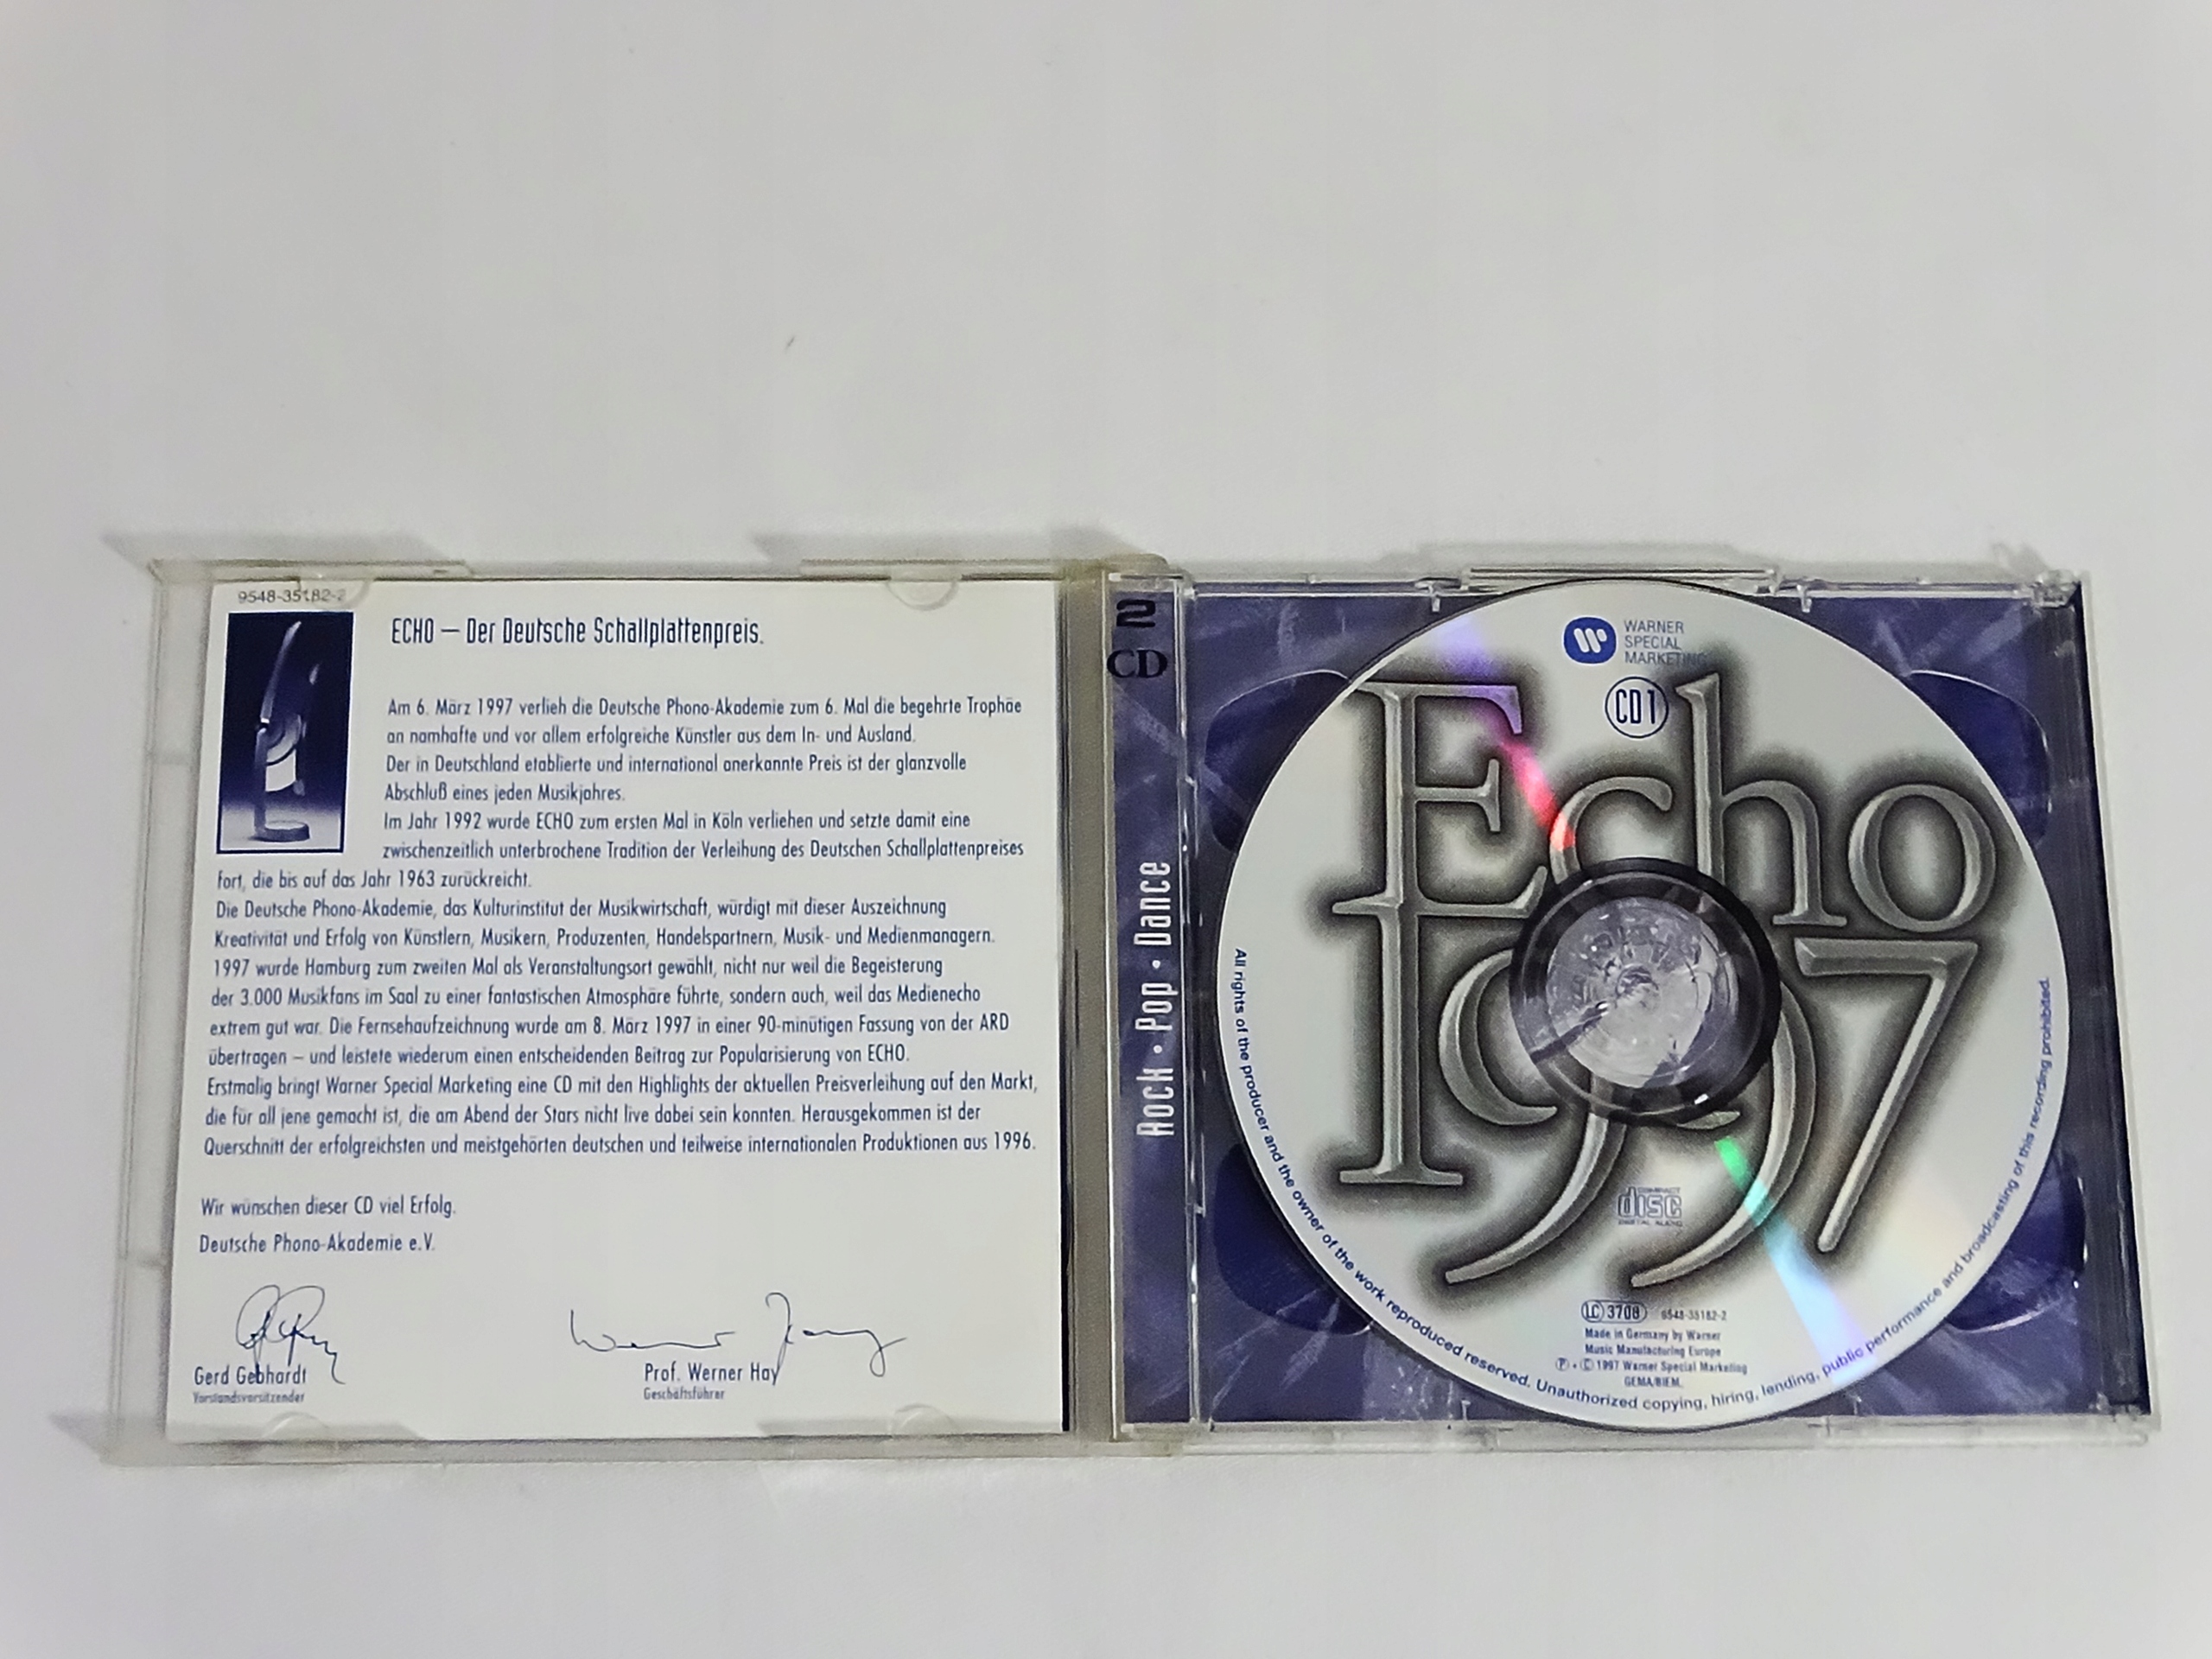 9548-35182-2
ECHO — Der Deutsche Schallplattenpreis.
Am 6. März 1997 verlieh die Deutsche Phono-Akademie zum 6. Mal die begehrte Trophäe
an namhafte und vor allem erfolgreiche Künstler aus dem In- und Ausland.
Der in Deutschland etablierte und international anerkannte Preis ist der glanzvolle
Abschluß eines jeden Musikjahres.
Im Jahr 1992 wurde ECHO zum ersten Mal in Köln verliehen und setzte damit eine
zwischenzeitlich unterbrochene Tradition der Verleihung des Deutschen Schallplattenpreises
fort, die bis auf das Jahr 1963 zurückreicht.
Die Deutsche Phono-Akademie, das Kulturinstitut der Musikwirtschaft, würdigt mit dieser Auszeichnung
Kreativität und Erfolg von Künstlern, Musikern, Produzenten, Handelspartnern, Musik- und Medienmanagern.
1997 wurde Hamburg zum zweiten Mal als Veranstaltungsort gewählt, nicht nur weil die Begeisterung
der 3.000 Musikfans im Saal zu einer fantastischen Atmosphäre führte, sondern auch, weil das Medienecho
extrem gut war. Die Fernsehaufzeichnung wurde am 8. März 1997 in einer 90-minütigen Fassung von der ARD
übertragen – und leistete wiederum einen entscheidenden Beitrag zur Popularisierung von ECHO.
Erstmalig bringt Warner Special Marketing eine CD mit den Highlights der aktuellen Preisverleihung auf den Markt,
die für all jene gemacht ist, die am Abend der Stars nicht live dabei sein konnten. Herausgekommen ist der
Querschnitt der erfolgreichsten und meistgehörten deutschen und teilweise internationalen Produktionen aus 1996.
Wir wünschen dieser CD viel Erfolg.
Deutsche Phono-Akademie e.V.
Gerd Gebhardt
Vorstandsvorsitzender
Werner Hay
Prof. Werner Hay
Geschäftsführer
2
CD
Rock • Pop • Dance
WARNER
SPECIAL
MARKETING
CD 1
Echo
1997
COMPACT
disc
DIGITAL AUDIO
LC 3708 9548-35182-2
Made in Germany by Warner
Music Manufacturing Europe
Ⓟ + © 1997 Warner Special Marketing
GEMA/BIEM.
All rights of the producer and the owner of the work reproduced reserved. Unauthorized copying, hiring, lending, public performance and broadcasting of this recording prohibited.